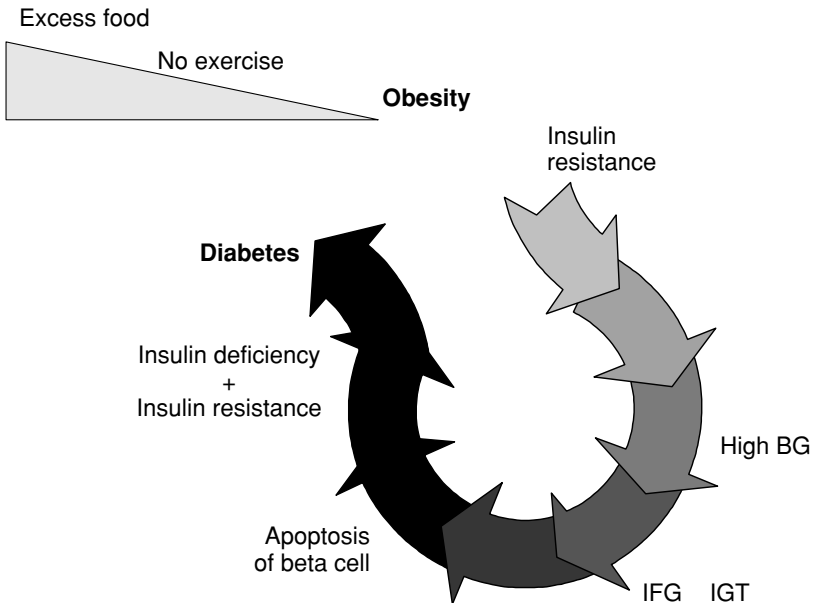 Excess food
No exercise
Obesity
Insulin
resistance
Diabetes
Insulin deficiency
+
Insulin resistance
High BG
Apoptosis
of beta cell
IFG IGT